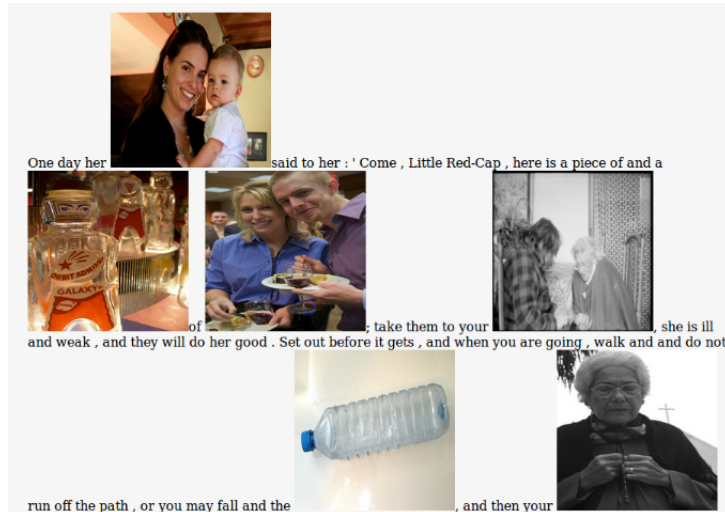 One day her said to her : ' Come , Little Red-Cap , here is a piece of and a
ORBIT ADMIRAL
GALAXY
of ; take them to your , she is ill
and weak , and they will do her good . Set out before it gets , and when you are going , walk and and do not
run off the path , or you may fall and the , and then your